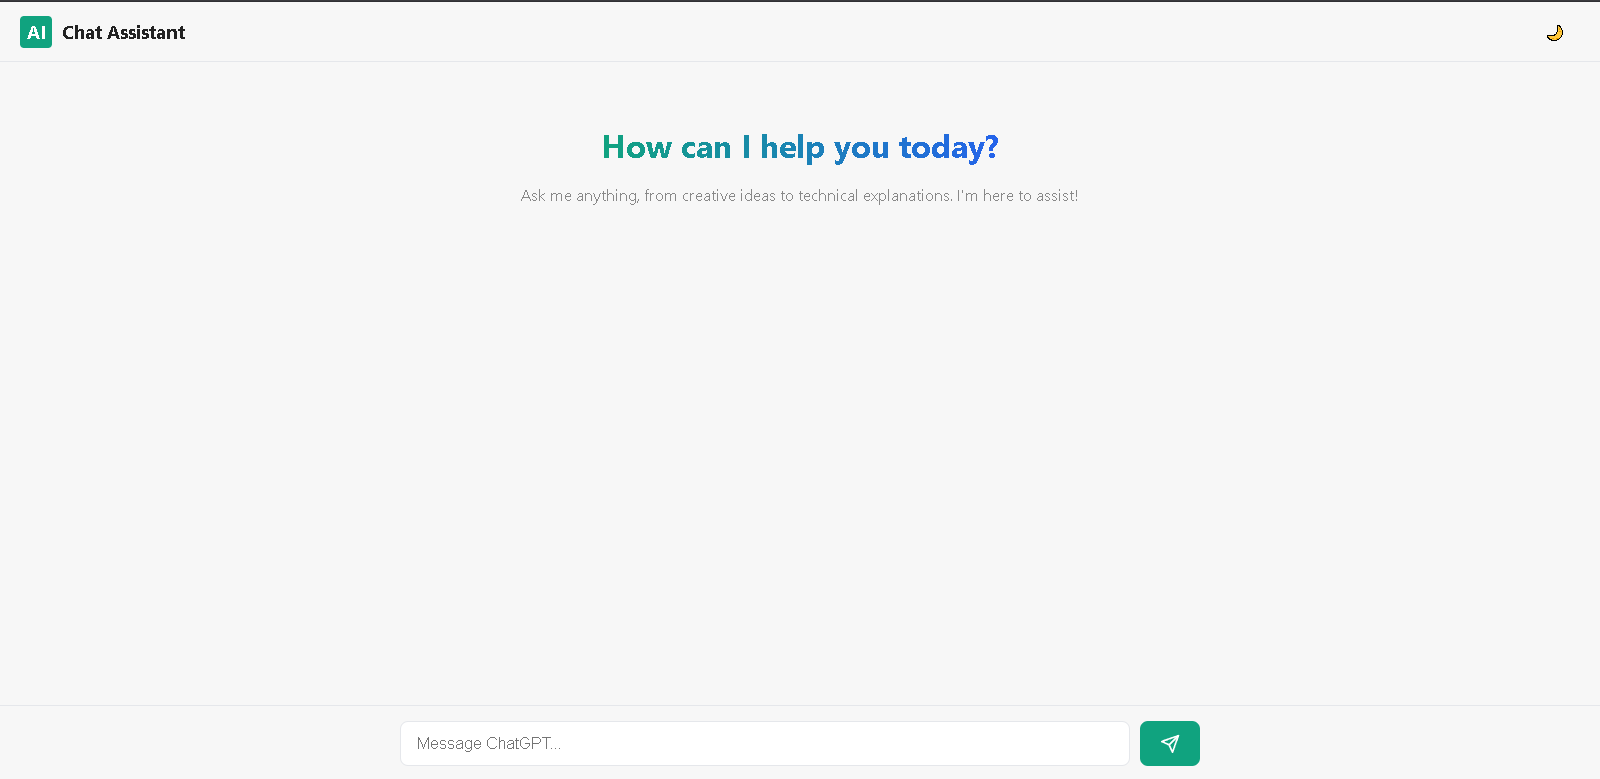 AI Chat Assistant
How can I help you today?
Ask me anything, from creative ideas to technical explanations. I'm here to assist!
Message ChatGPT...